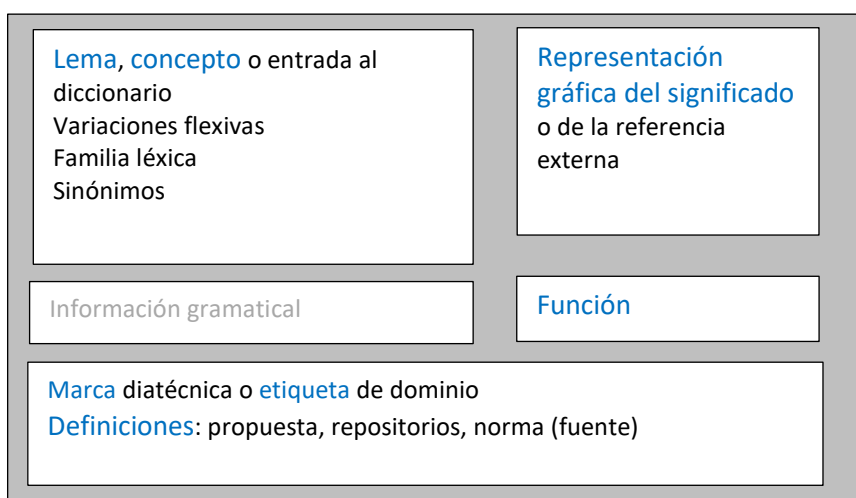 Lema, concepto o entrada al
diccionario
Variaciones flexivas
Familia léxica
Sinónimos
Representación
gráfica del significado
o de la referencia
externa
Información gramatical
Función
Marca diatécnica o etiqueta de dominio
Definiciones: propuesta, repositorios, norma (fuente)